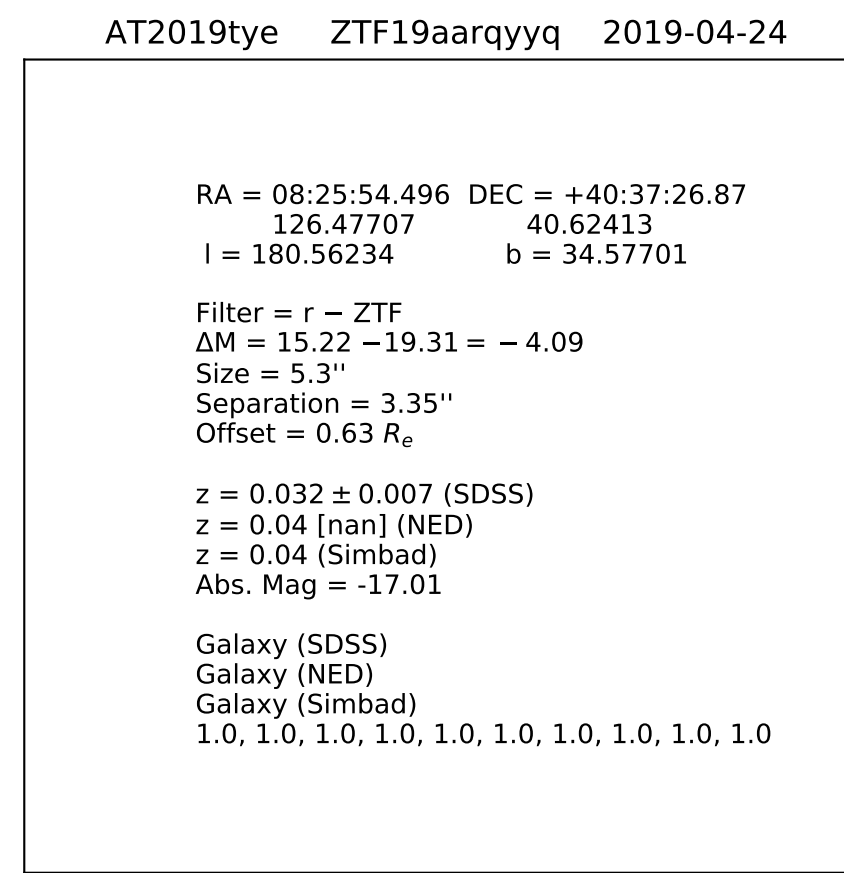 AT2019tye ZTF19aarqyyq 2019-04-24
RA = 08:25:54.496 DEC = +40:37:26.87
126.47707 40.62413
l = 180.56234 b = 34.57701
Filter = r − ZTF
ΔM = 15.22 −19.31 = − 4.09
Size = 5.3''
Separation = 3.35''
Offset = 0.63 Rₑ
z = 0.032 ± 0.007 (SDSS)
z = 0.04 [nan] (NED)
z = 0.04 (Simbad)
Abs. Mag = -17.01
Galaxy (SDSS)
Galaxy (NED)
Galaxy (Simbad)
1.0, 1.0, 1.0, 1.0, 1.0, 1.0, 1.0, 1.0, 1.0, 1.0